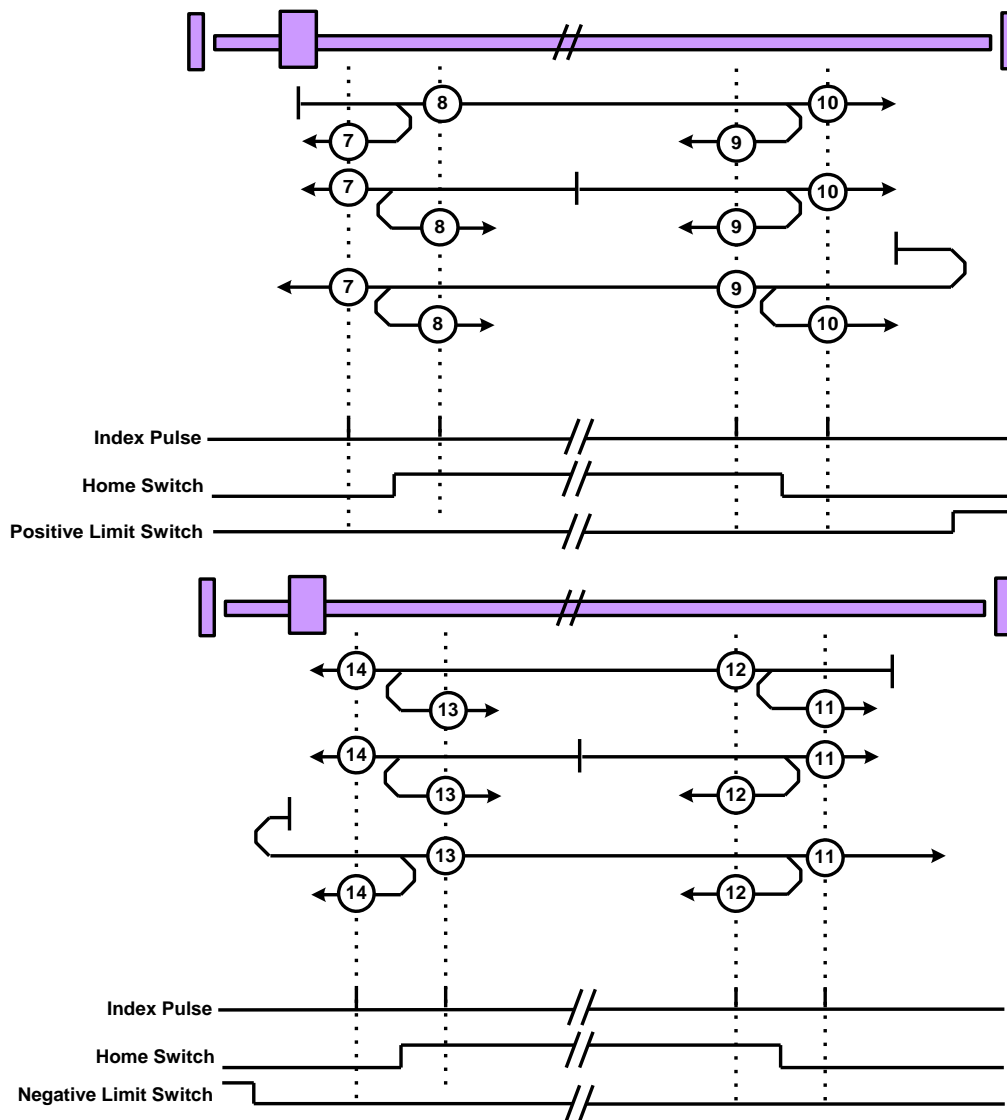 8 10
7 9
7 10
8 9
7 9
8 10
Index Pulse
Home Switch
Positive Limit Switch
14 12
13 11
14 11
13 12
13 11
14 12
Index Pulse
Home Switch
Negative Limit Switch